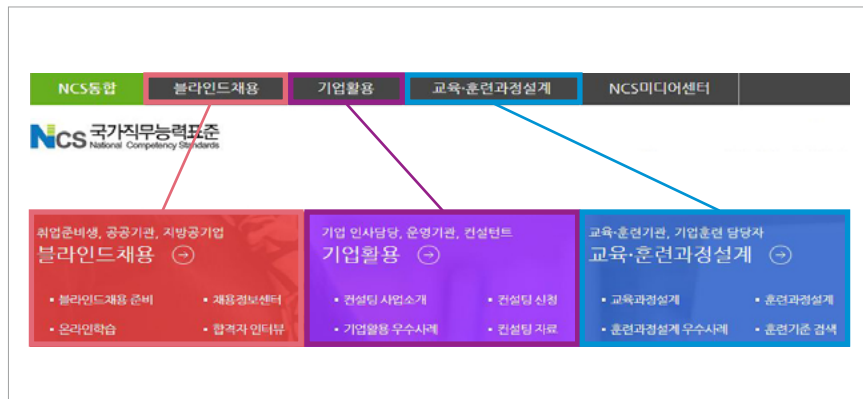 NCS통합 블라인드채용 기업활용 교육·훈련과정설계 NCS미디어센터
NCS 국가직무능력표준
National Competency Standards
취업준비생, 공공기관, 지방공기업
블라인드채용
• 블라인드채용 준비 • 채용정보센터
• 온라인학습 • 합격자 인터뷰
기업 인사담당, 운영기관, 컨설턴트
기업활용
• 컨설팅 사업소개 • 컨설팅 신청
• 기업활용 우수사례 • 컨설팅 자료
교육·훈련기관, 기업훈련 담당자
교육·훈련과정설계
• 교육과정설계 • 훈련과정설계
• 훈련과정설계 우수사례 • 훈련기준 검색